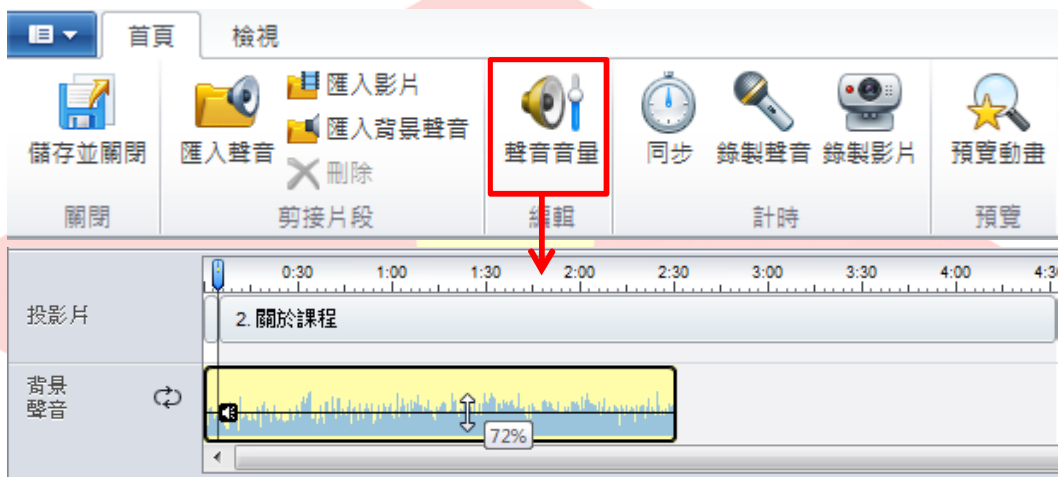 首頁 檢視
儲存並關閉
匯入聲音
匯入影片
匯入背景聲音
刪除
聲音音量
同步
錄製聲音
錄製影片
預覽動畫
關閉
剪接片段
編輯
計時
預覽
0:30 1:00 1:30 2:00 2:30 3:00 3:30 4:00 4:3
投影片
2. 關於課程
背景
聲音
72%